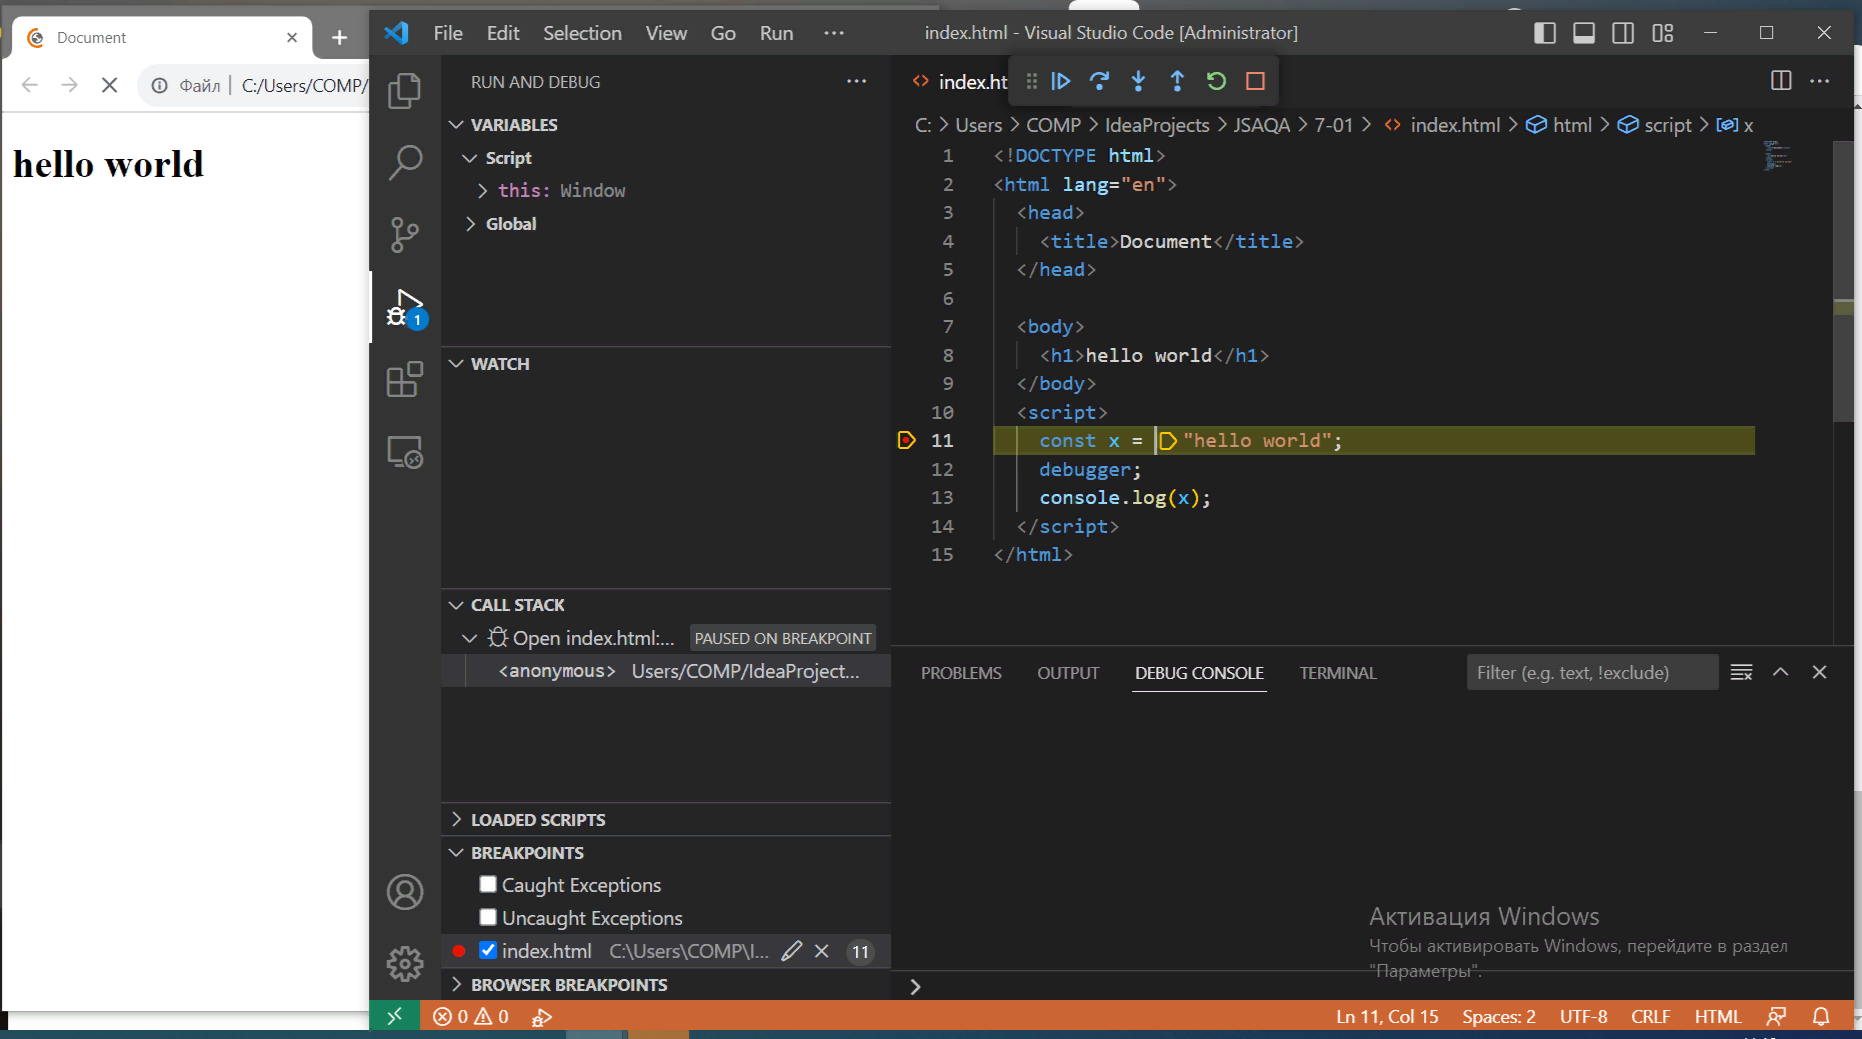 Document
Файл
C:/Users/COMP/
hello world
File Edit Selection View Go Run ···
index.html - Visual Studio Code [Administrator]
RUN AND DEBUG
VARIABLES
Script
this: Window
Global
WATCH
CALL STACK
Open index.html:... PAUSED ON BREAKPOINT
<anonymous> Users/COMP/IdeaProject...
LOADED SCRIPTS
BREAKPOINTS
Caught Exceptions
Uncaught Exceptions
index.html C:\Users\COMP\I... 11
BROWSER BREAKPOINTS
1
index.ht
C: > Users > COMP > IdeaProjects > JSAQA > 7-01 > index.html > html > script > x
1 <!DOCTYPE html>
2 <html lang="en">
3 <head>
4 <title>Document</title>
5 </head>
6
7 <body>
8 <h1>hello world</h1>
9 </body>
10 <script>
11 const x = "hello world";
12 debugger;
13 console.log(x);
14 </script>
15 </html>
PROBLEMS OUTPUT DEBUG CONSOLE TERMINAL
Filter (e.g. text, !exclude)
Активация Windows
Чтобы активировать Windows, перейдите в раздел
"Параметры".
0 0
Ln 11, Col 15 Spaces: 2 UTF-8 CRLF HTML